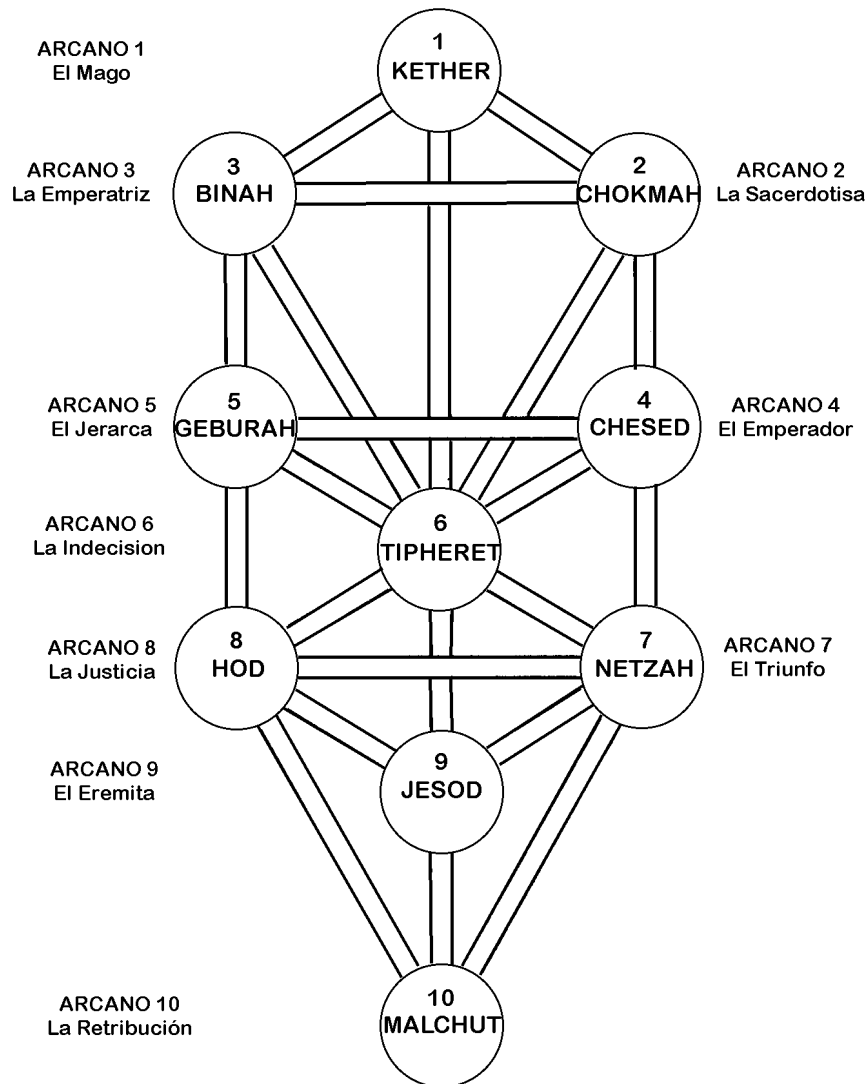 ARCANO 1
El Mago
1
KETHER
ARCANO 3
La Emperatriz
3
BINAH
2
CHOKMAH
ARCANO 2
La Sacerdotisa
ARCANO 5
El Jerarca
5
GEBURAH
4
CHESED
ARCANO 4
El Emperador
ARCANO 6
La Indecision
6
TIPHERET
ARCANO 8
La Justicia
8
HOD
7
NETZAH
ARCANO 7
El Triunfo
ARCANO 9
El Eremita
9
JESOD
ARCANO 10
La Retribución
10
MALCHUT